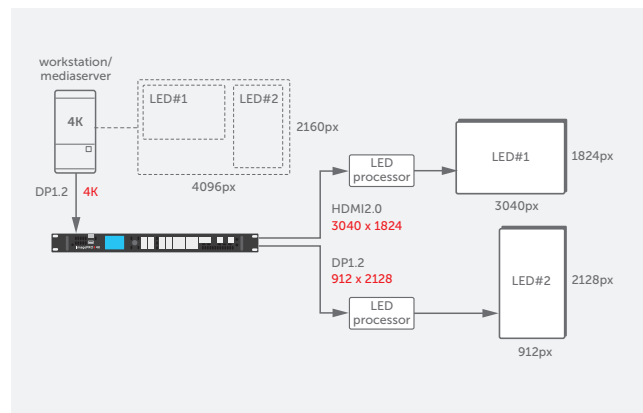 workstation/
mediaserver
4K
LED#1
LED#2
2160px
4096px
DP1.2
4K
LED
processor
LED#1
1824px
3040px
HDMI2.0
3040 x 1824
DP1.2
912 x 2128
LED
processor
LED#2
2128px
912px